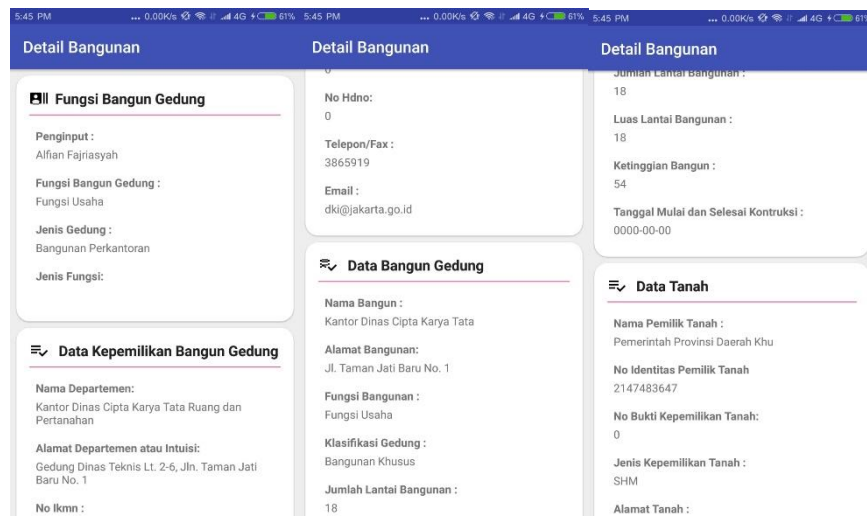 5:45 PM
... 0.00K/s 4G 61%
Detail Bangunan
Fungsi Bangun Gedung
Penginput :
Alfian Fajriasyah
Fungsi Bangun Gedung :
Fungsi Usaha
Jenis Gedung :
Bangunan Perkantoran
Jenis Fungsi:
Data Kepemilikan Bangun Gedung
Nama Departemen:
Kantor Dinas Cipta Karya Tata Ruang dan
Pertanahan
Alamat Departemen atau Intuisi:
Gedung Dinas Teknis Lt. 2-6, Jln. Taman Jati
Baru No. 1
No Ikmn :
5:45 PM
... 0.00K/s 4G 61%
Detail Bangunan
0
No Hdno:
0
Telepon/Fax :
3865919
Email :
dki@jakarta.go.id
Data Bangun Gedung
Nama Bangun :
Kantor Dinas Cipta Karya Tata
Alamat Bangunan:
Jl. Taman Jati Baru No. 1
Fungsi Bangunan :
Fungsi Usaha
Klasifikasi Gedung :
Bangunan Khusus
Jumlah Lantai Bangunan :
18
5:45 PM
... 0.00K/s 4G 61%
Detail Bangunan
Jumlah Lantai Bangunan :
18
Luas Lantai Bangunan :
18
Ketinggian Bangun :
54
Tanggal Mulai dan Selesai Kontruksi :
0000-00-00
Data Tanah
Nama Pemilik Tanah :
Pemerintah Provinsi Daerah Khu
No Identitas Pemilik Tanah
2147483647
No Bukti Kepemilikan Tanah:
0
Jenis Kepemilikan Tanah :
SHM
Alamat Tanah :